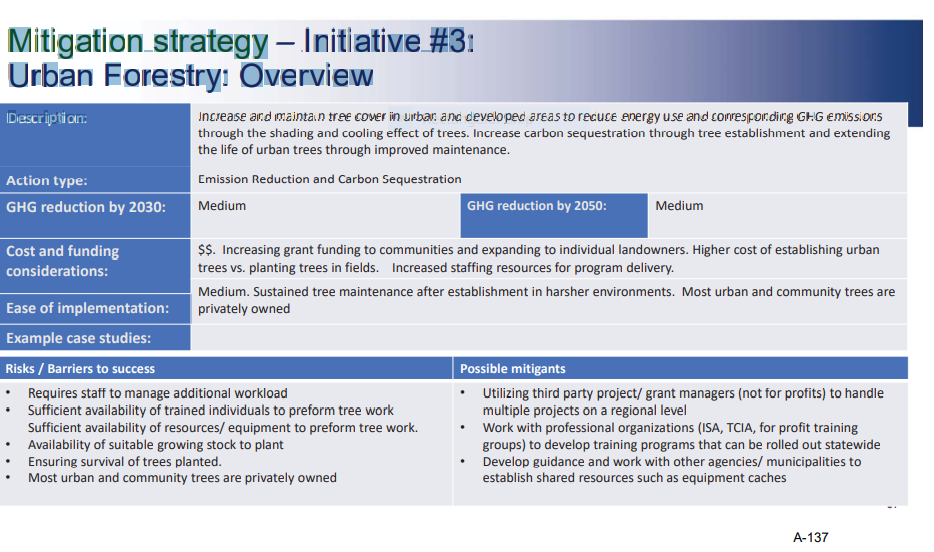 Mitigation strategy – Initiative #3:
Urban Forestry: Overview
Description:
Increase and maintain tree cover in urban and developed areas to reduce energy use and corresponding GHG emissions
through the shading and cooling effect of trees. Increase carbon sequestration through tree establishment and extending
the life of urban trees through improved maintenance.
Action type:
Emission Reduction and Carbon Sequestration
GHG reduction by 2030:
Medium
GHG reduction by 2050:
Medium
Cost and funding
considerations:
$$. Increasing grant funding to communities and expanding to individual landowners. Higher cost of establishing urban
trees vs. planting trees in fields. Increased staffing resources for program delivery.
Ease of implementation:
Medium. Sustained tree maintenance after establishment in harsher environments. Most urban and community trees are
privately owned
Example case studies:
Risks / Barriers to success
• Requires staff to manage additional workload
• Sufficient availability of trained individuals to preform tree work
Sufficient availability of resources/ equipment to preform tree work.
• Availability of suitable growing stock to plant
• Ensuring survival of trees planted.
• Most urban and community trees are privately owned
Possible mitigants
• Utilizing third party project/ grant managers (not for profits) to handle
multiple projects on a regional level
• Work with professional organizations (ISA, TCIA, for profit training
groups) to develop training programs that can be rolled out statewide
• Develop guidance and work with other agencies/ municipalities to
establish shared resources such as equipment caches
A-137